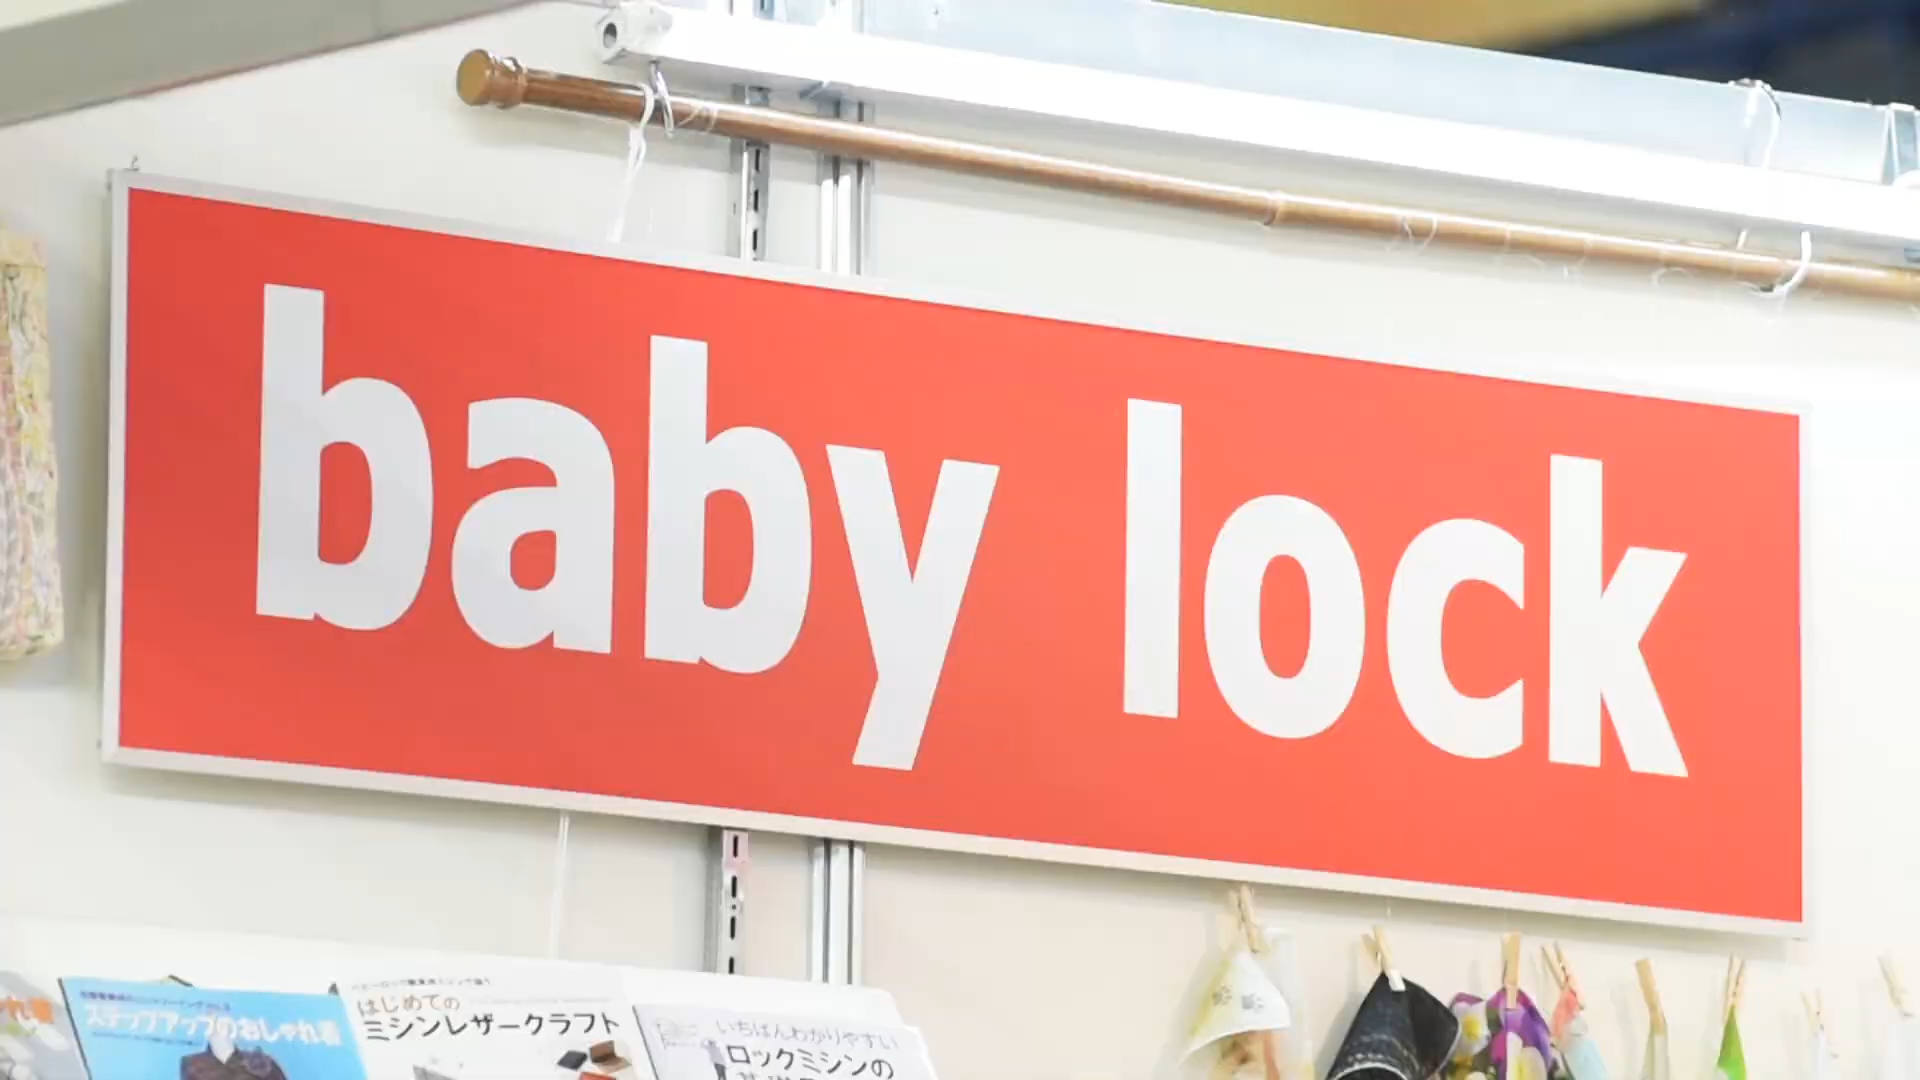 baby lock
れ着
ステップアップのおしゃれ着
はじめての
ミシンレザークラフト
いちばんわかりやすい
ロックミシンの